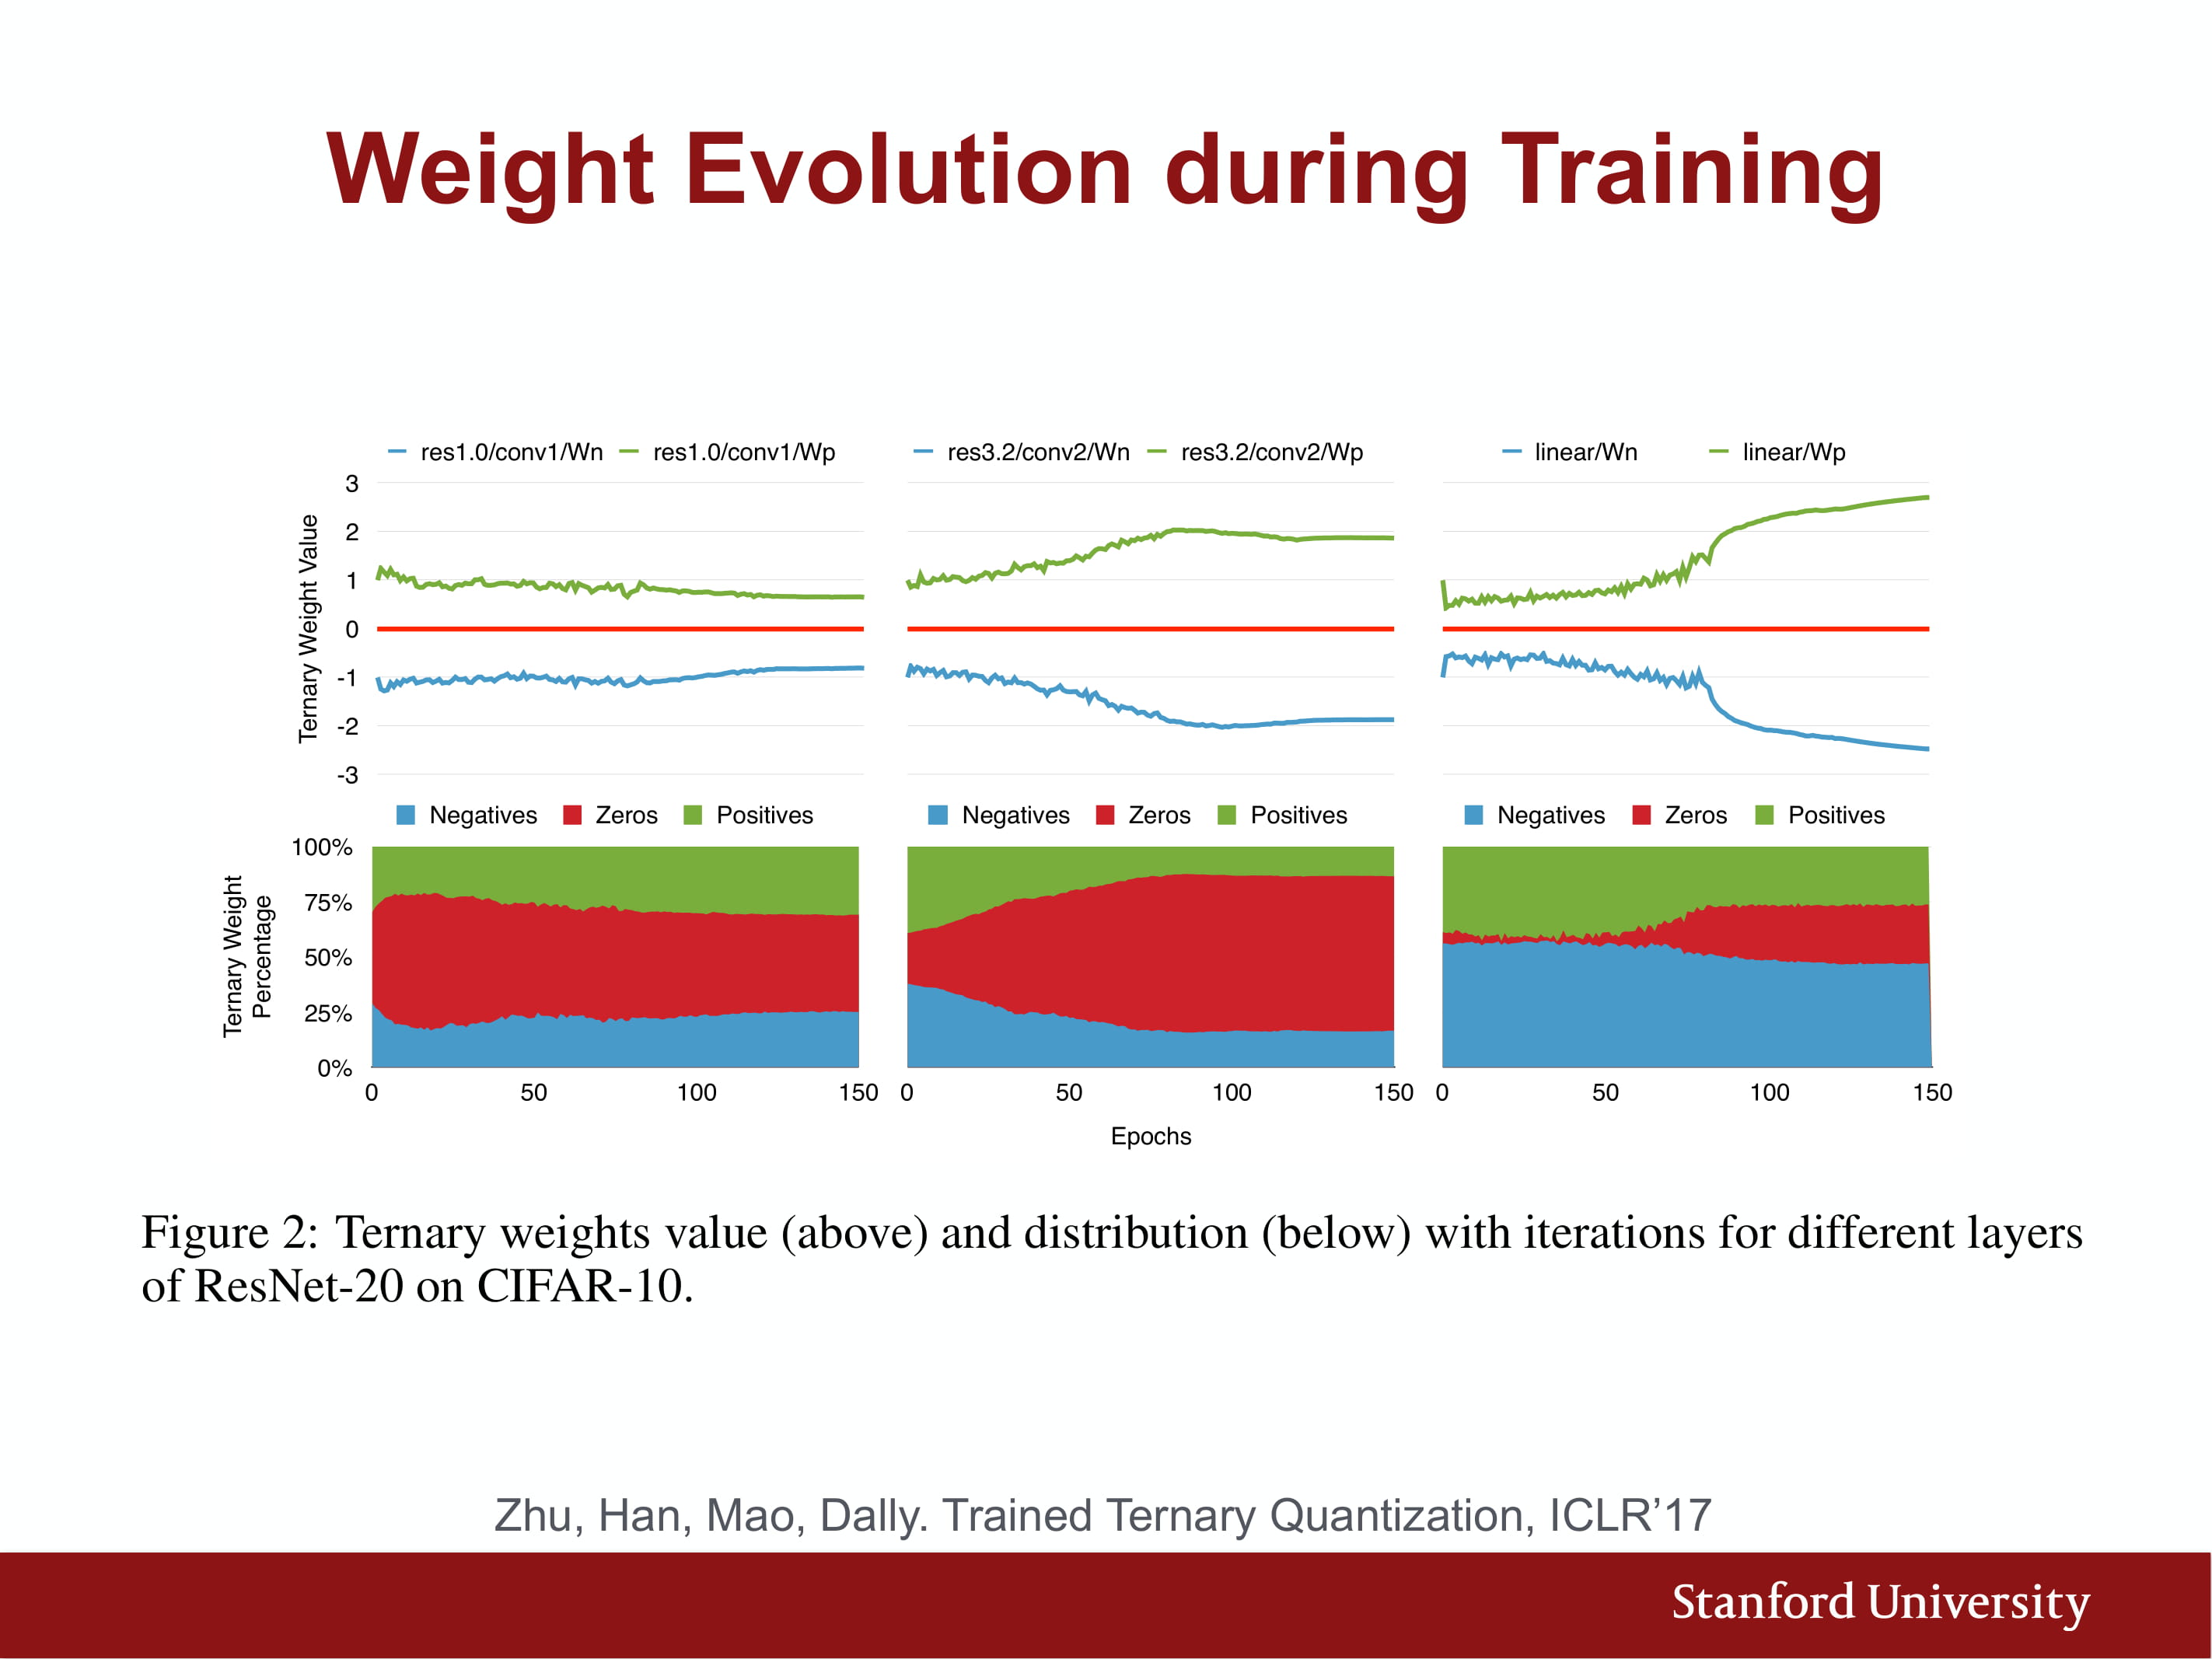 Weight Evolution during Training
res1.0/conv1/Wn res1.0/conv1/Wp
res3.2/conv2/Wn res3.2/conv2/Wp
linear/Wn linear/Wp
Ternary Weight Value
3
2
1
0
-1
-2
-3
Negatives Zeros Positives
Negatives Zeros Positives
Negatives Zeros Positives
Ternary Weight
Percentage
100%
75%
50%
25%
0%
0 50 100 150
0 50 100 150
0 50 100 150
Epochs
Figure 2: Ternary weights value (above) and distribution (below) with iterations for different layers
of ResNet-20 on CIFAR-10.
Zhu, Han, Mao, Dally. Trained Ternary Quantization, ICLR’17
Stanford University